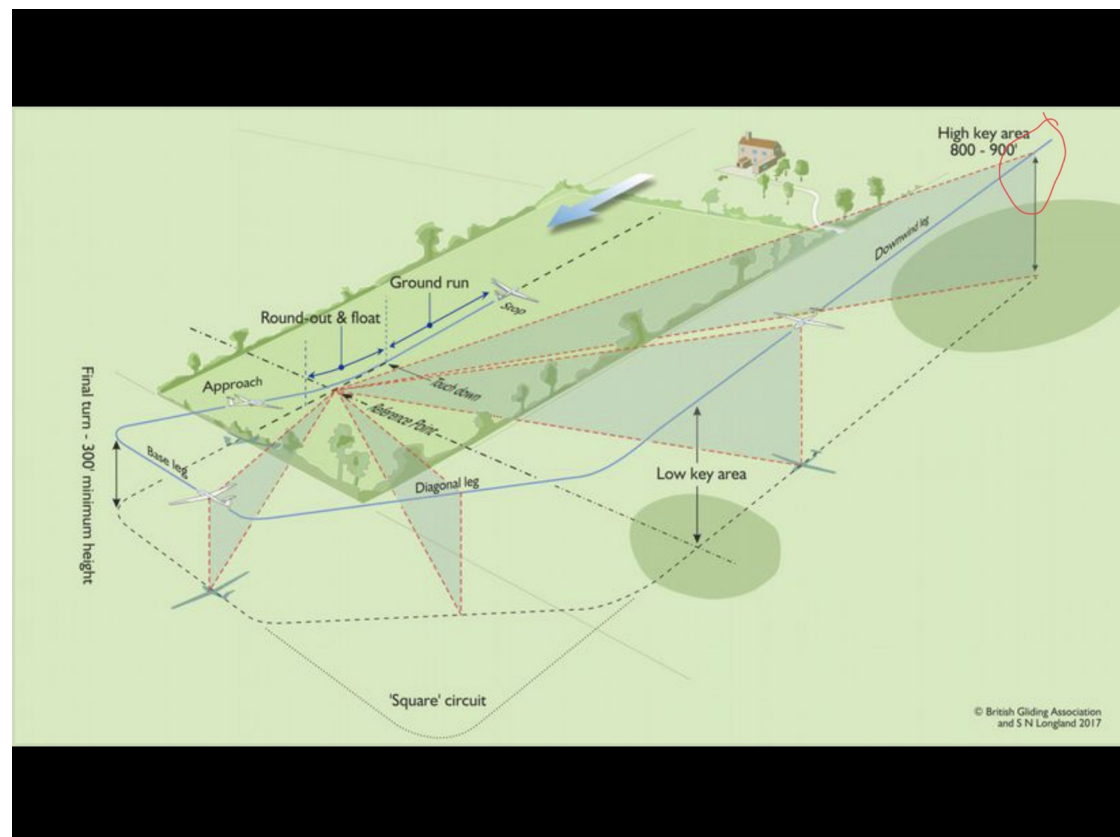 High key area
800 - 900'
Downwind leg
Ground run
Stop
Round-out & float
Touch down
Approach
Reference Point
Final turn - 300' minimum height
Base leg
Diagonal leg
Low key area
'Square' circuit
© British Gliding Association
and S N Longland 2017